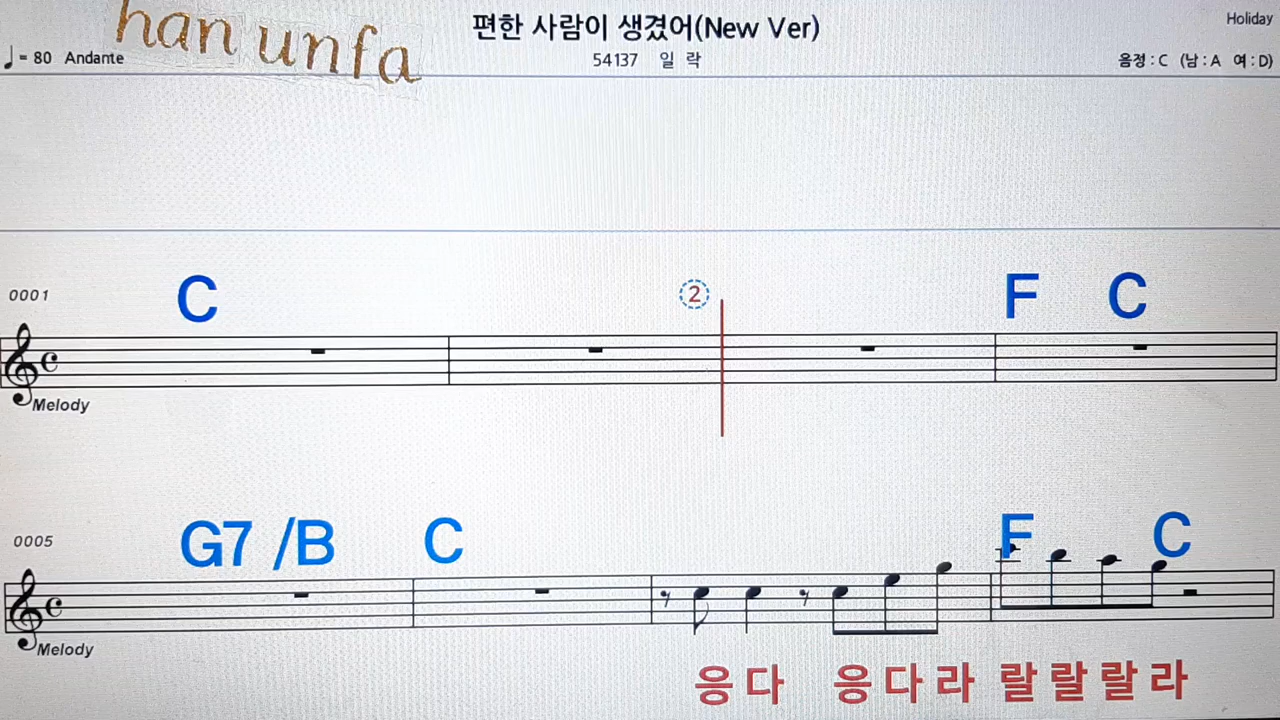 han unfa
편한 사람이 생겼어(New Ver)
Holiday
♩= 80 Andante
54137 일 락
음정 : C (남 : A 여 : D)
C ② F C
0001
Melody
G7 /B C F C
0005
Melody
응 다 응 다 라 랄 랄 랄 라